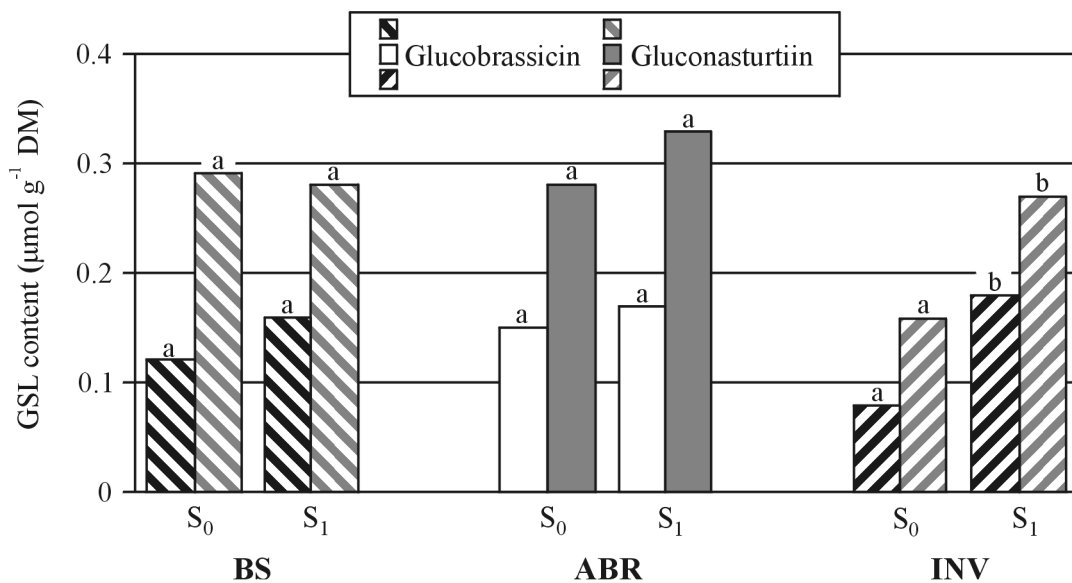 Glucobrassicin Gluconasturtiin
GSL content (μmol g⁻¹ DM)
0.4
0.3
0.2
0.1
0
a a a a a a a a a a b b
S₀ S₁ S₀ S₁ S₀ S₁
BS ABR INV